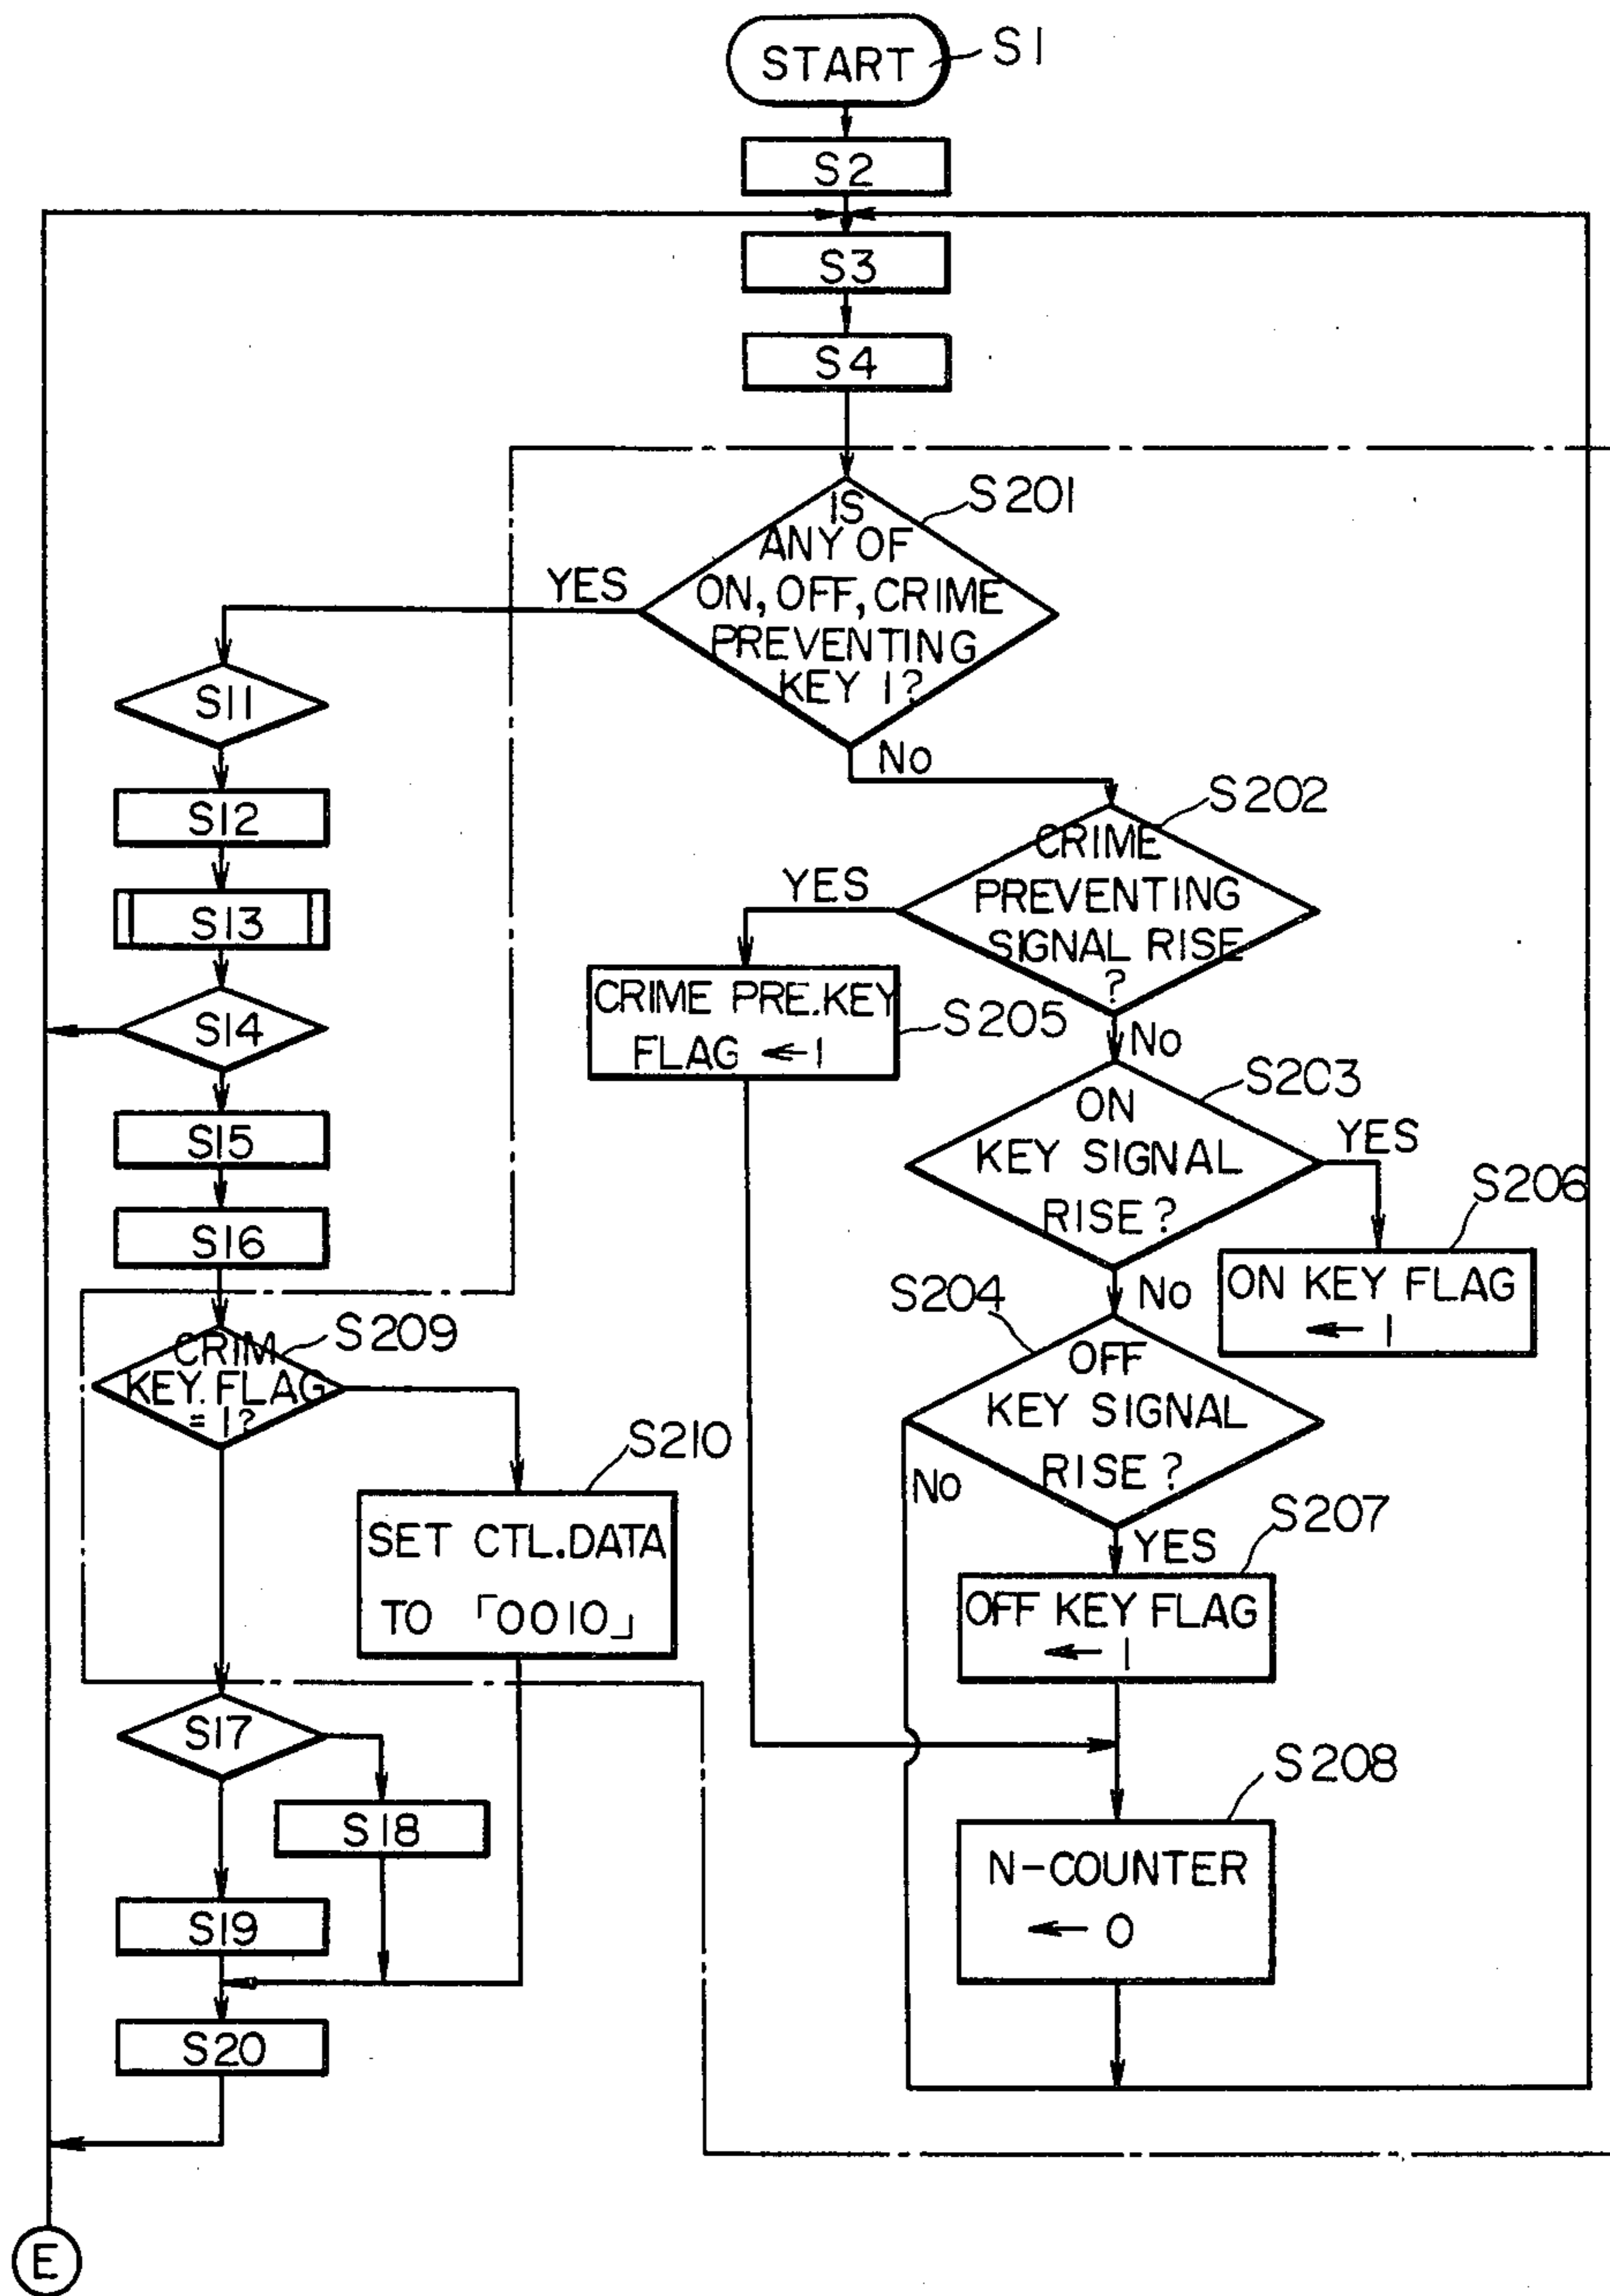 START
S1
S2
S3
S4
S201
IS
ANY OF
ON, OFF, CRIME
PREVENTING
KEY 1?
YES
No
S11
S12
S13
S14
S15
S16
S202
CRIME
PREVENTING
SIGNAL RISE
?
YES
No
CRIME PRE.KEY
FLAG ← 1
S205
S203
ON
KEY SIGNAL
RISE?
YES
No
S206
ON KEY FLAG
← 1
S204
OFF
KEY SIGNAL
RISE?
No
YES
S207
OFF KEY FLAG
← 1
S208
N-COUNTER
← 0
S209
CRIM
KEY. FLAG
= 1?
S210
SET CTL.DATA
TO 「0010」
S17
S18
S19
S20
E